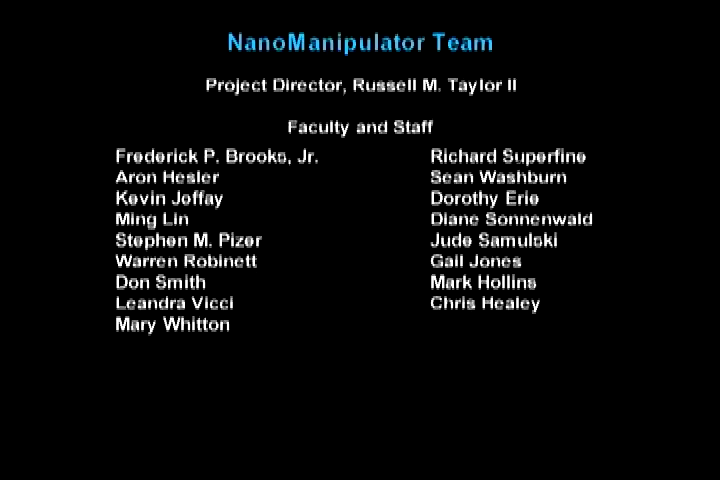 NanoManipulator Team
Project Director, Russell M. Taylor II
Faculty and Staff
Frederick P. Brooks, Jr.
Aron Hesler
Kevin Jeffay
Ming Lin
Stephen M. Pizer
Warren Robinett
Don Smith
Leandra Vicci
Mary Whitton
Richard Superfine
Sean Washburn
Dorothy Erie
Diane Sonnenwald
Jude Samulski
Gail Jones
Mark Hollins
Chris Healey